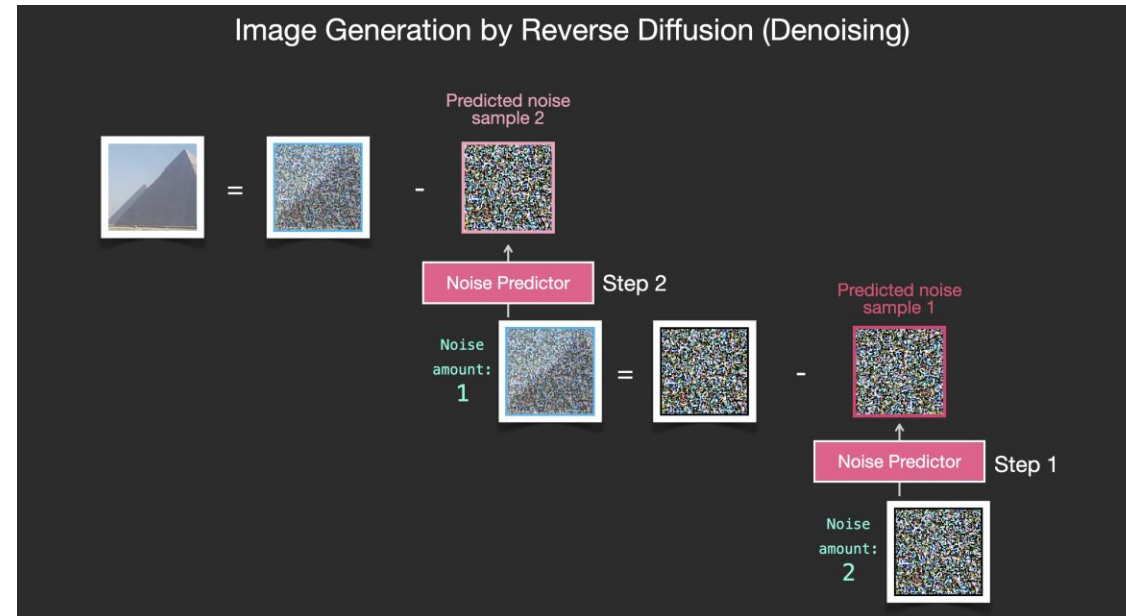 Image Generation by Reverse Diffusion (Denoising)
Predicted noise
sample 2
=
-
Noise Predictor
Step 2
Predicted noise
sample 1
Noise
amount:
1
=
-
Noise Predictor
Step 1
Noise
amount:
2